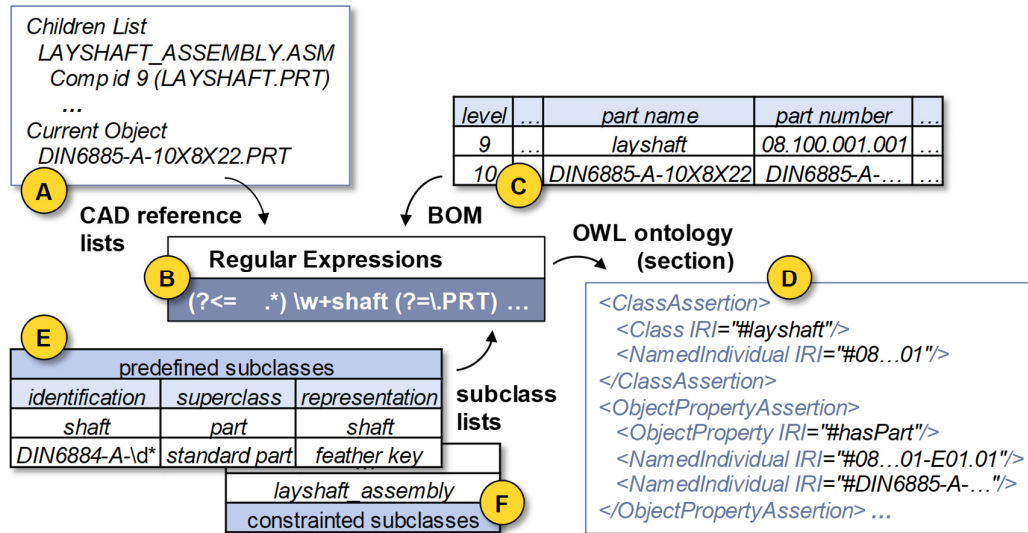 Children List
LAYSHAFT_ASSEMBLY.ASM
Comp id 9 (LAYSHAFT.PRT)
...
Current Object
DIN6885-A-10X8X22.PRT
A
CAD reference
lists
level ... part name part number ...
9 ... layshaft 08.100.001.001 ...
10 DIN6885-A-10X8X22 DIN6885-A-... ...
C
BOM
B
Regular Expressions
(?<= .*) \w+shaft (?=\.PRT) ...
OWL ontology
(section)
D
<ClassAssertion>
<Class IRI="#layshaft"/>
<NamedIndividual IRI="#08...01"/>
</ClassAssertion>
<ObjectPropertyAssertion>
<ObjectProperty IRI="#hasPart"/>
<NamedIndividual IRI="#08...01-E01.01"/>
<NamedIndividual IRI="#DIN6885-A-..."/>
</ObjectPropertyAssertion> ...
E
predefined subclasses
identification superclass representation
shaft part shaft
DIN6884-A-\d* standard part feather key
subclass
lists
...
layshaft_assembly
constrainted subclasses
F